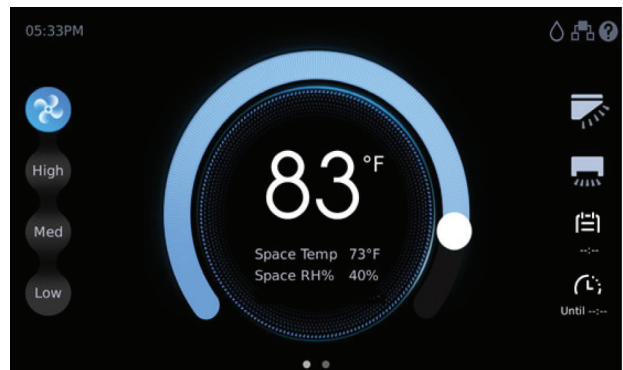 05:33PM
?
High
Med
Low
83°F
Space Temp 73°F
Space RH% 40%
--:--
Until --:--